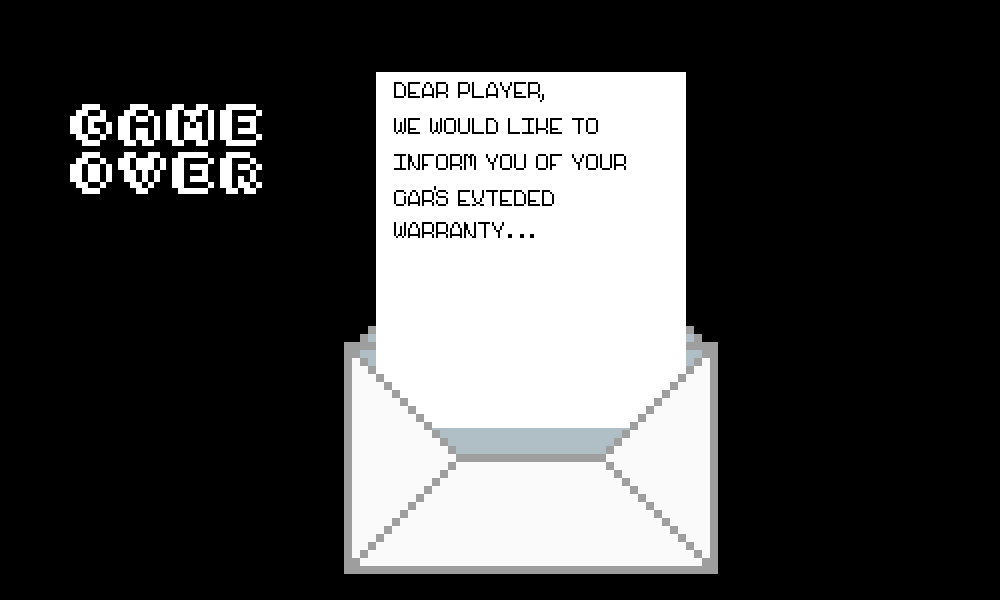 GAME
OVER
DEAR PLAYER,
WE WOULD LIKE TO
INFORM YOU OF YOUR
CAR'S EXTEDED
WARRANTY...